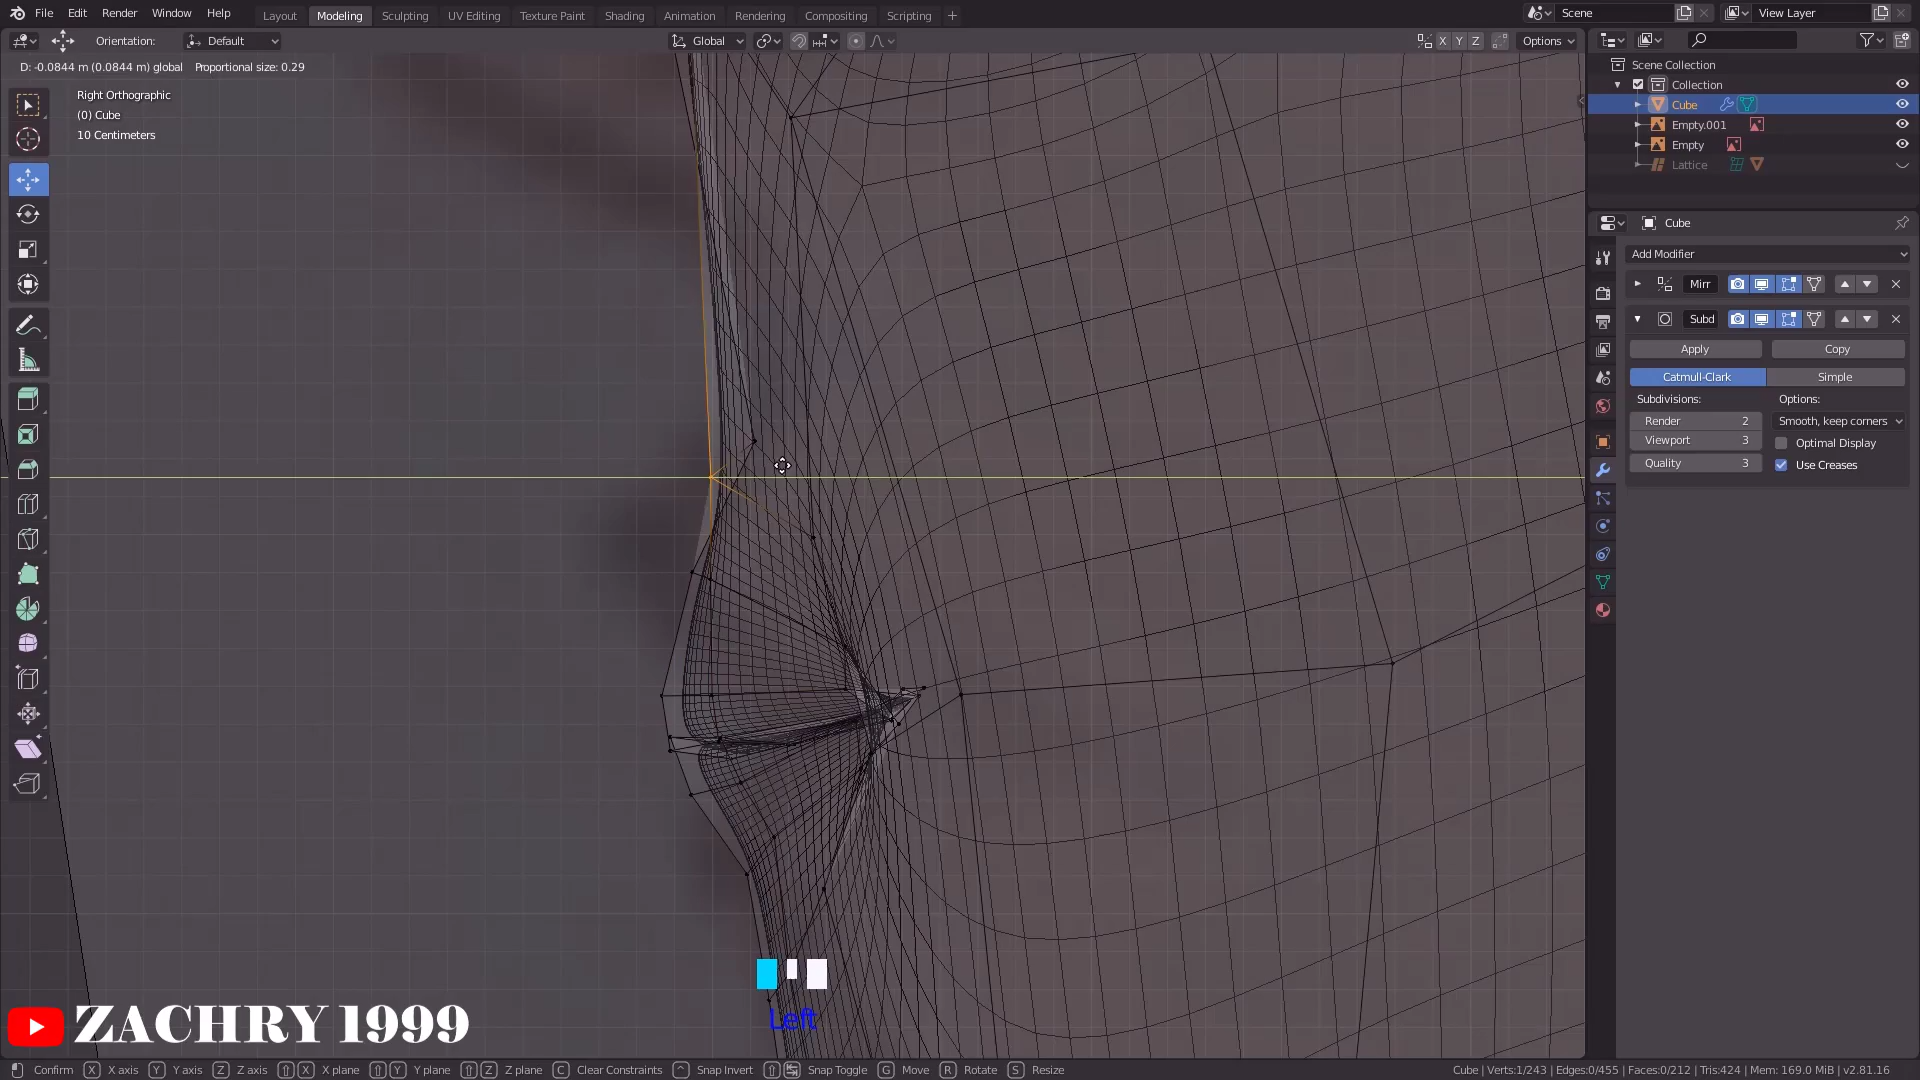 File Edit Render Window Help Layout Modeling Sculpting UV Editing Texture Paint Shading Animation Rendering Compositing Scripting + Scene View Layer
Orientation: Default Global X Y Z Options
D: -0.0844 m (0.0844 m) global Proportional size: 0.29
Right Orthographic
(0) Cube
10 Centimeters
Scene Collection
Collection
Cube
Empty.001
Empty
Lattice
Cube
Add Modifier
Mirr
Subd
Apply Copy
Catmull-Clark Simple
Subdivisions: Options:
Render 2 Smooth, keep corners
Viewport 3 Optimal Display
Quality 3 Use Creases
ZACHRY 1999
Left
Confirm X X axis Y Y axis Z Z axis X X plane Y Y plane Z Z plane C Clear Constraints Snap Invert Snap Toggle G Move R Rotate S Resize Cube | Verts:1/243 | Edges:0/455 | Faces:0/212 | Tris:424 | Mem: 169.0 MiB | v2.81.16